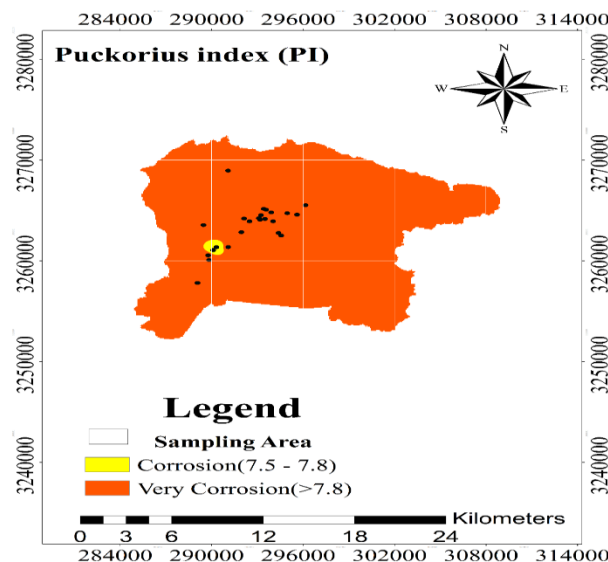 284000 290000 296000 302000 308000 314000
Puckorius index (PI)
N
W E
S
3280000 3280000
3270000 3270000
3260000 3260000
3250000 3250000
3240000 3240000
Legend
Sampling Area
Corrosion(7.5 - 7.8)
Very Corrosion(>7.8)
Kilometers
0 3 6 12 18 24
284000 290000 296000 302000 308000 314000